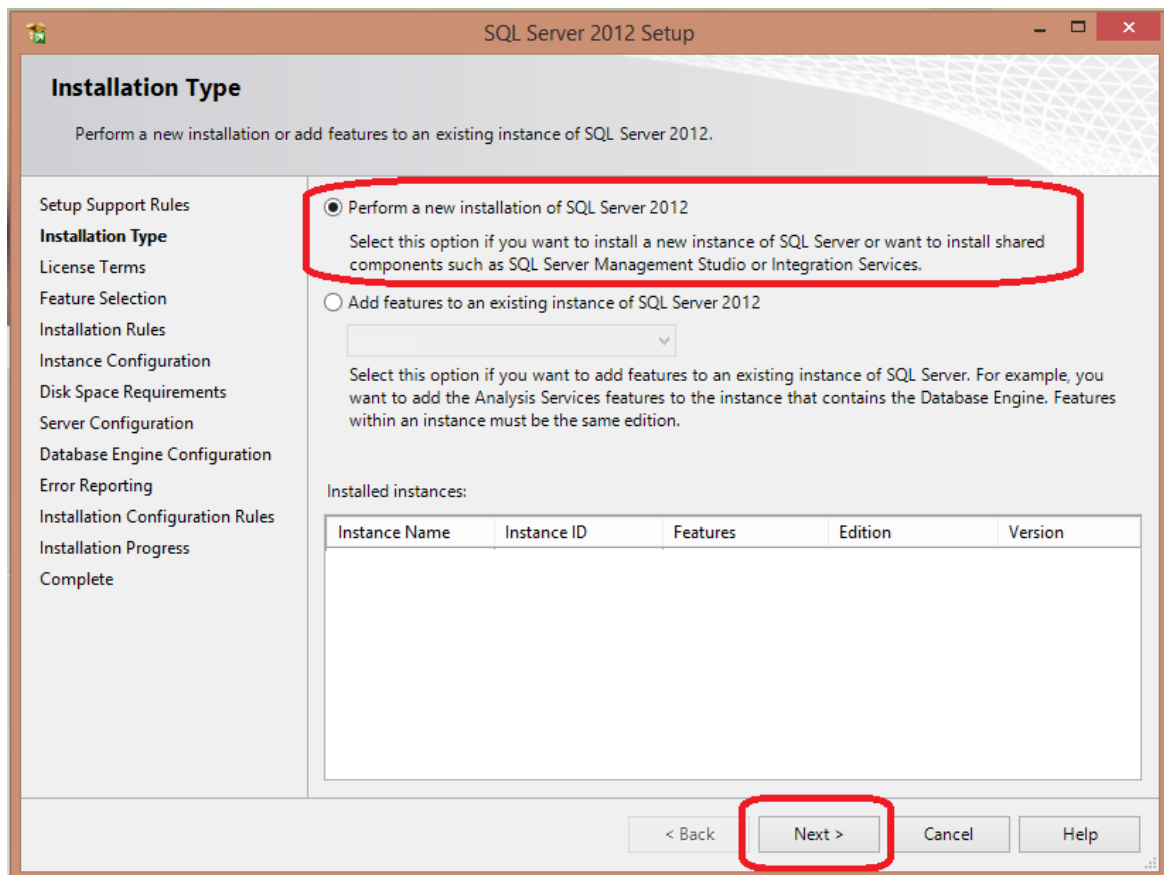 SQL Server 2012 Setup
Installation Type
Perform a new installation or add features to an existing instance of SQL Server 2012.
Setup Support Rules
Installation Type
License Terms
Feature Selection
Installation Rules
Instance Configuration
Disk Space Requirements
Server Configuration
Database Engine Configuration
Error Reporting
Installation Configuration Rules
Installation Progress
Complete
Perform a new installation of SQL Server 2012
Select this option if you want to install a new instance of SQL Server or want to install shared
components such as SQL Server Management Studio or Integration Services.
Add features to an existing instance of SQL Server 2012
Select this option if you want to add features to an existing instance of SQL Server. For example, you
want to add the Analysis Services features to the instance that contains the Database Engine. Features
within an instance must be the same edition.
Installed instances:
Instance Name Instance ID Features Edition Version
< Back Next > Cancel Help